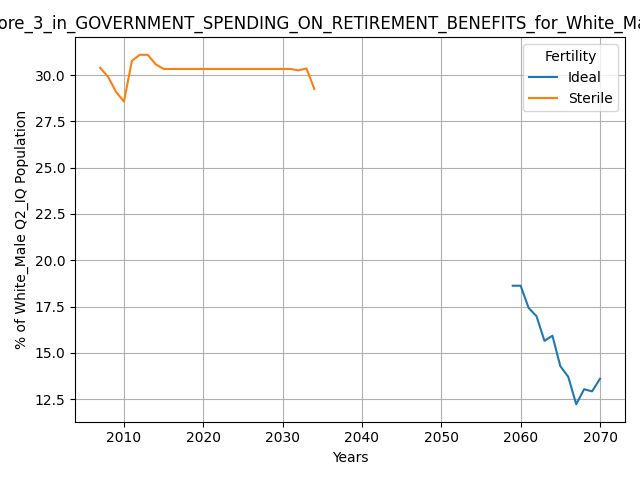 ore_3_in_GOVERNMENT_SPENDING_ON_RETIREMENT_BENEFITS_for_White_Ma
Fertility
Ideal
Sterile
% of White_Male Q2_IQ Population
30.0
27.5
25.0
22.5
20.0
17.5
15.0
12.5
2010 2020 2030 2040 2050 2060 2070
Years